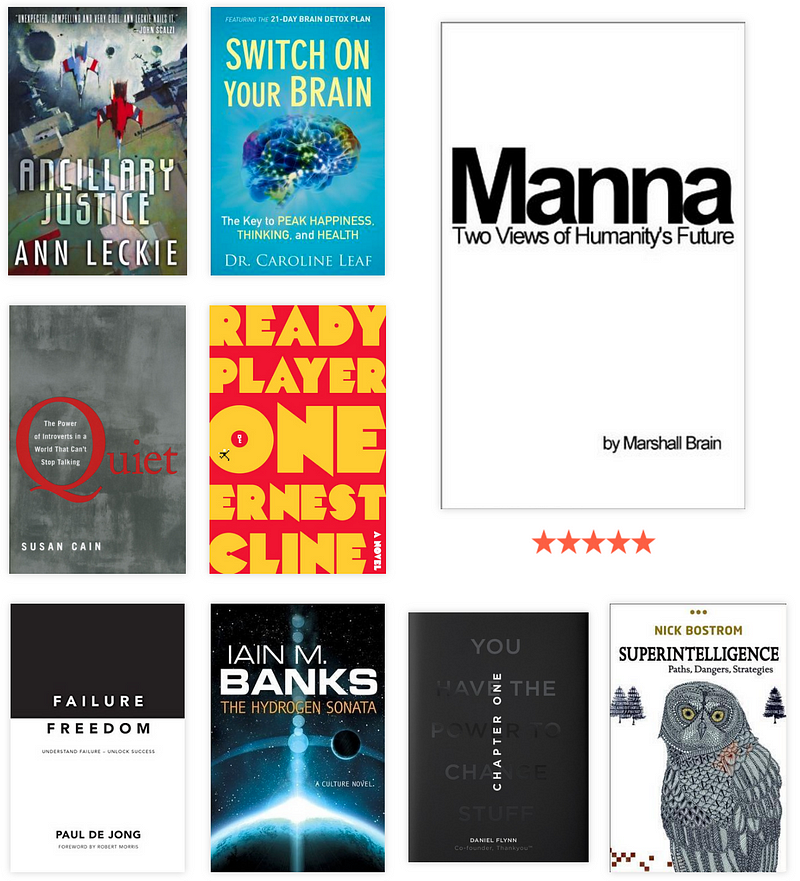 "UNEXPECTED, COMPELLING AND VERY COOL. ANN LECKIE NAILS IT."
—JOHN SCALZI
ANCILLARY
JUSTICE
ANN LECKIE
FEATURING THE 21-DAY BRAIN DETOX PLAN
SWITCH ON
YOUR BRAIN
The Key to PEAK HAPPINESS,
THINKING, and HEALTH
DR. CAROLINE LEAF
Manna
Two Views of Humanity's Future
by Marshall Brain
The Power
of Introverts in a
World That Can't
Stop Talking
Quiet
SUSAN CAIN
READY
PLAYER
ONE
ERNEST
CLINE
A NOVEL
FAILURE
FREEDOM
UNDERSTAND FAILURE – UNLOCK SUCCESS
PAUL DE JONG
FOREWORD BY ROBERT MORRIS
IAIN M.
BANKS
THE HYDROGEN SONATA
A CULTURE NOVEL
YOU
HAVE THE
POWER TO
CHANGE
STUFF
CHAPTER ONE
DANIEL FLYNN
Co-founder, Thankyou™
NICK BOSTROM
SUPERINTELLIGENCE
Paths, Dangers, Strategies